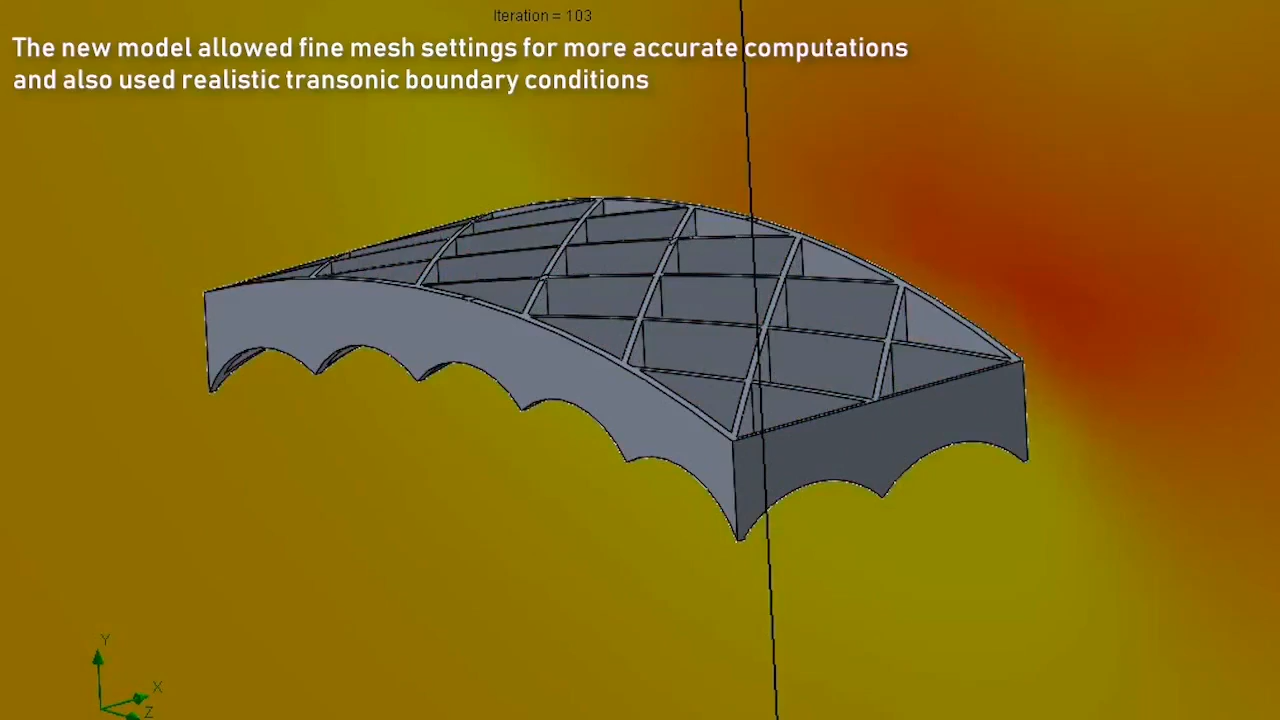 Iteration = 103
The new model allowed fine mesh settings for more accurate computations
and also used realistic transonic boundary conditions
Y
X
Z